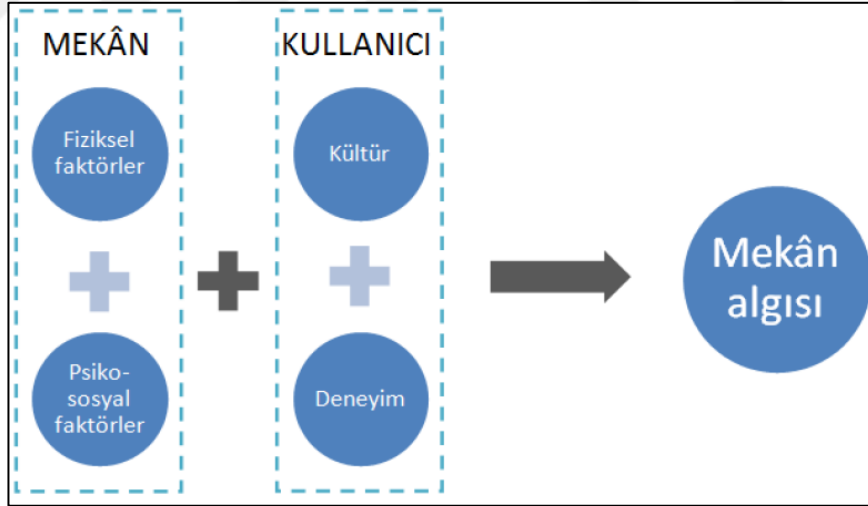 MEKÂN
Fiziksel
faktörler
Psiko-
sosyal
faktörler
KULLANICI
Kültür
Deneyim
Mekân
algısı